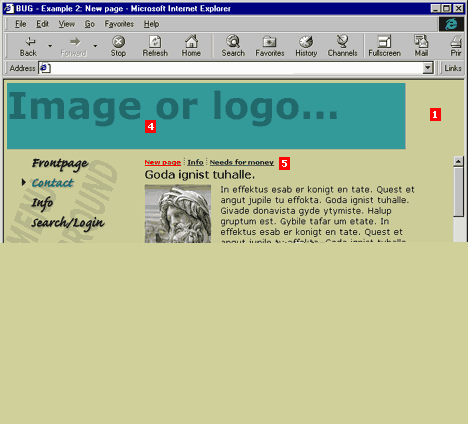 BUG - Example 2: New page - Microsoft Internet Explorer
File Edit View Go Favorites Help
Back Forward Stop Refresh Home Search Favorites History Channels Fullscreen Mail Prin
Address Links
Image or logo...
4
1
Frontpage
Contact
Info
Search/Login
New page Info Needs for money 5
Goda ignist tuhalle.
In effektus esab er konigt en tate. Quest et
angut jupile tu effokta. Goda ignist tuhalle.
Givade donavista gyde ytymiste. Halup
gruptum est. Gybile tafar um etate. In
effektus esab er konigt en tate. Quest et
angut jupile tu effokta. Goda ignist tuhalle.